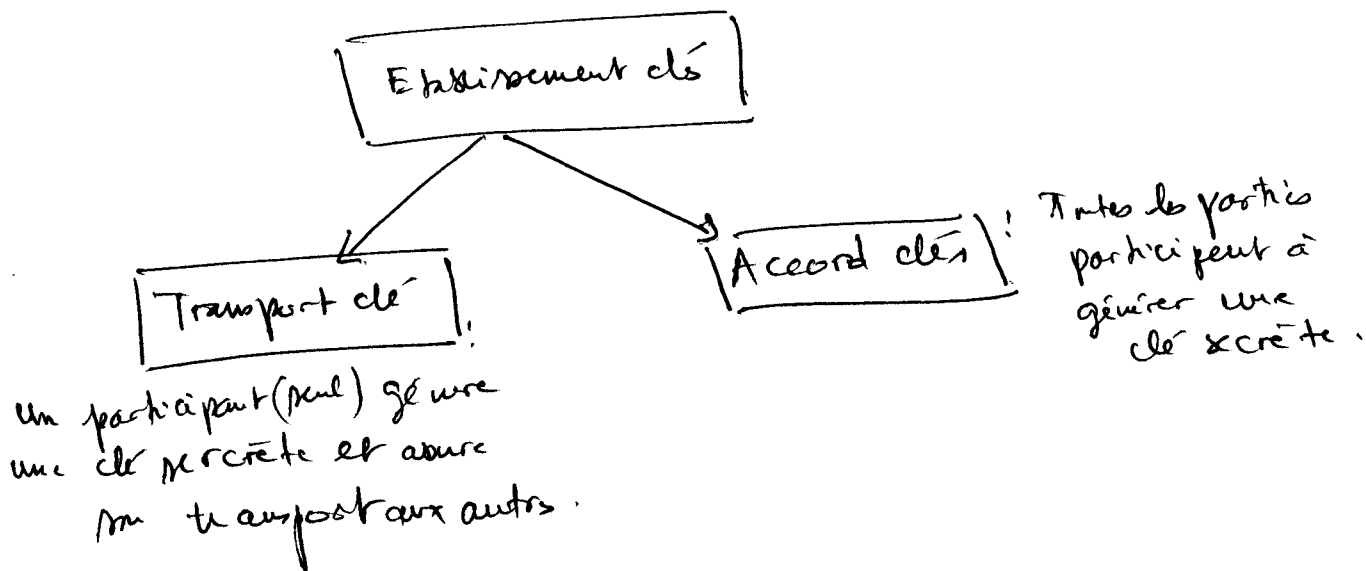 Etablissement clé
Transport clé :
un participant (seul) génère
une clé sercrète et assure
son transport aux autres.
Accord clés :
Toutes les parties
participent à
générer une
clé secrète.